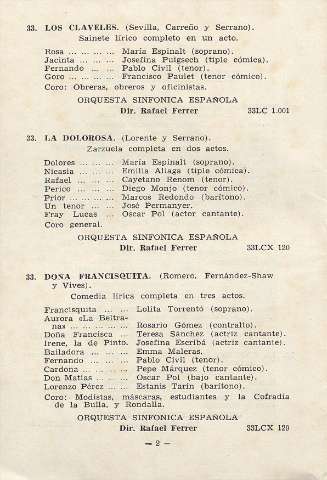 33. LOS CLAVELES. (Sevilla, Carreño y Serrano).
Sainete lírico completo en un acto.
Rosa ... ... ... ... María Espinalt (soprano).
Jacinta ... ... ... Josefina Puigsech (tiple cómica).
Fernando ... ... Pablo Civil (tenor).
Goro ... ... ... ... Francisco Paulet (tenor cómico).
Coro: Obreras, obreros y oficinistas.
ORQUESTA SINFONICA ESPAÑOLA
Dir. Rafael Ferrer 33LC 1.001
33. LA DOLOROSA. (Lorente y Serrano).
Zarzuela completa en dos actos.
Dolores ... ... ... María Espinalt (soprano).
Nicasia ... ... ... Emilia Aliaga (tiple cómica).
Rafael ... ... ... Cayetano Renom (tenor).
Perico ... ... ... Diego Monjo (tenor cómico).
Prior ... ... ... ... Marcos Redondo (barítono).
Un tenor ... ... José Permanyer.
Fray Lucas ... Oscar Pol (actor cantante).
Coro general.
ORQUESTA SINFONICA ESPAÑOLA
Dir. Rafael Ferrer 33LCX 120
33. DOÑA FRANCISQUITA. (Romero, Fernández-Shaw
y Vives).
Comedia lírica completa en tres actos.
Francisquita ... ... Lolita Torrentó (soprano).
Aurora «La Beltra-
na» ... ... ... ... ... Rosario Gómez (contralto).
Doña Francisca ... Teresa Sánchez (actriz cantante).
Irene, la de Pinto. Josefina Escribá (actriz cantante).
Bailadora ... ... ... Emma Maleras.
Fernando ... ... ... Pablo Civil (tenor).
Cardona ... ... ... Pepe Márquez (tenor cómico).
Don Matías ... ... Oscar Pol (bajo cantante).
Lorenzo Pérez ... ... Estanis Tarín (barítono).
Coro: Modistas, máscaras, estudiantes y la Cofradía
de la Bulla, y Rondalla.
ORQUESTA SINFONICA ESPAÑOLA
Dir. Rafael Ferrer 33LCX 129
— 2 —